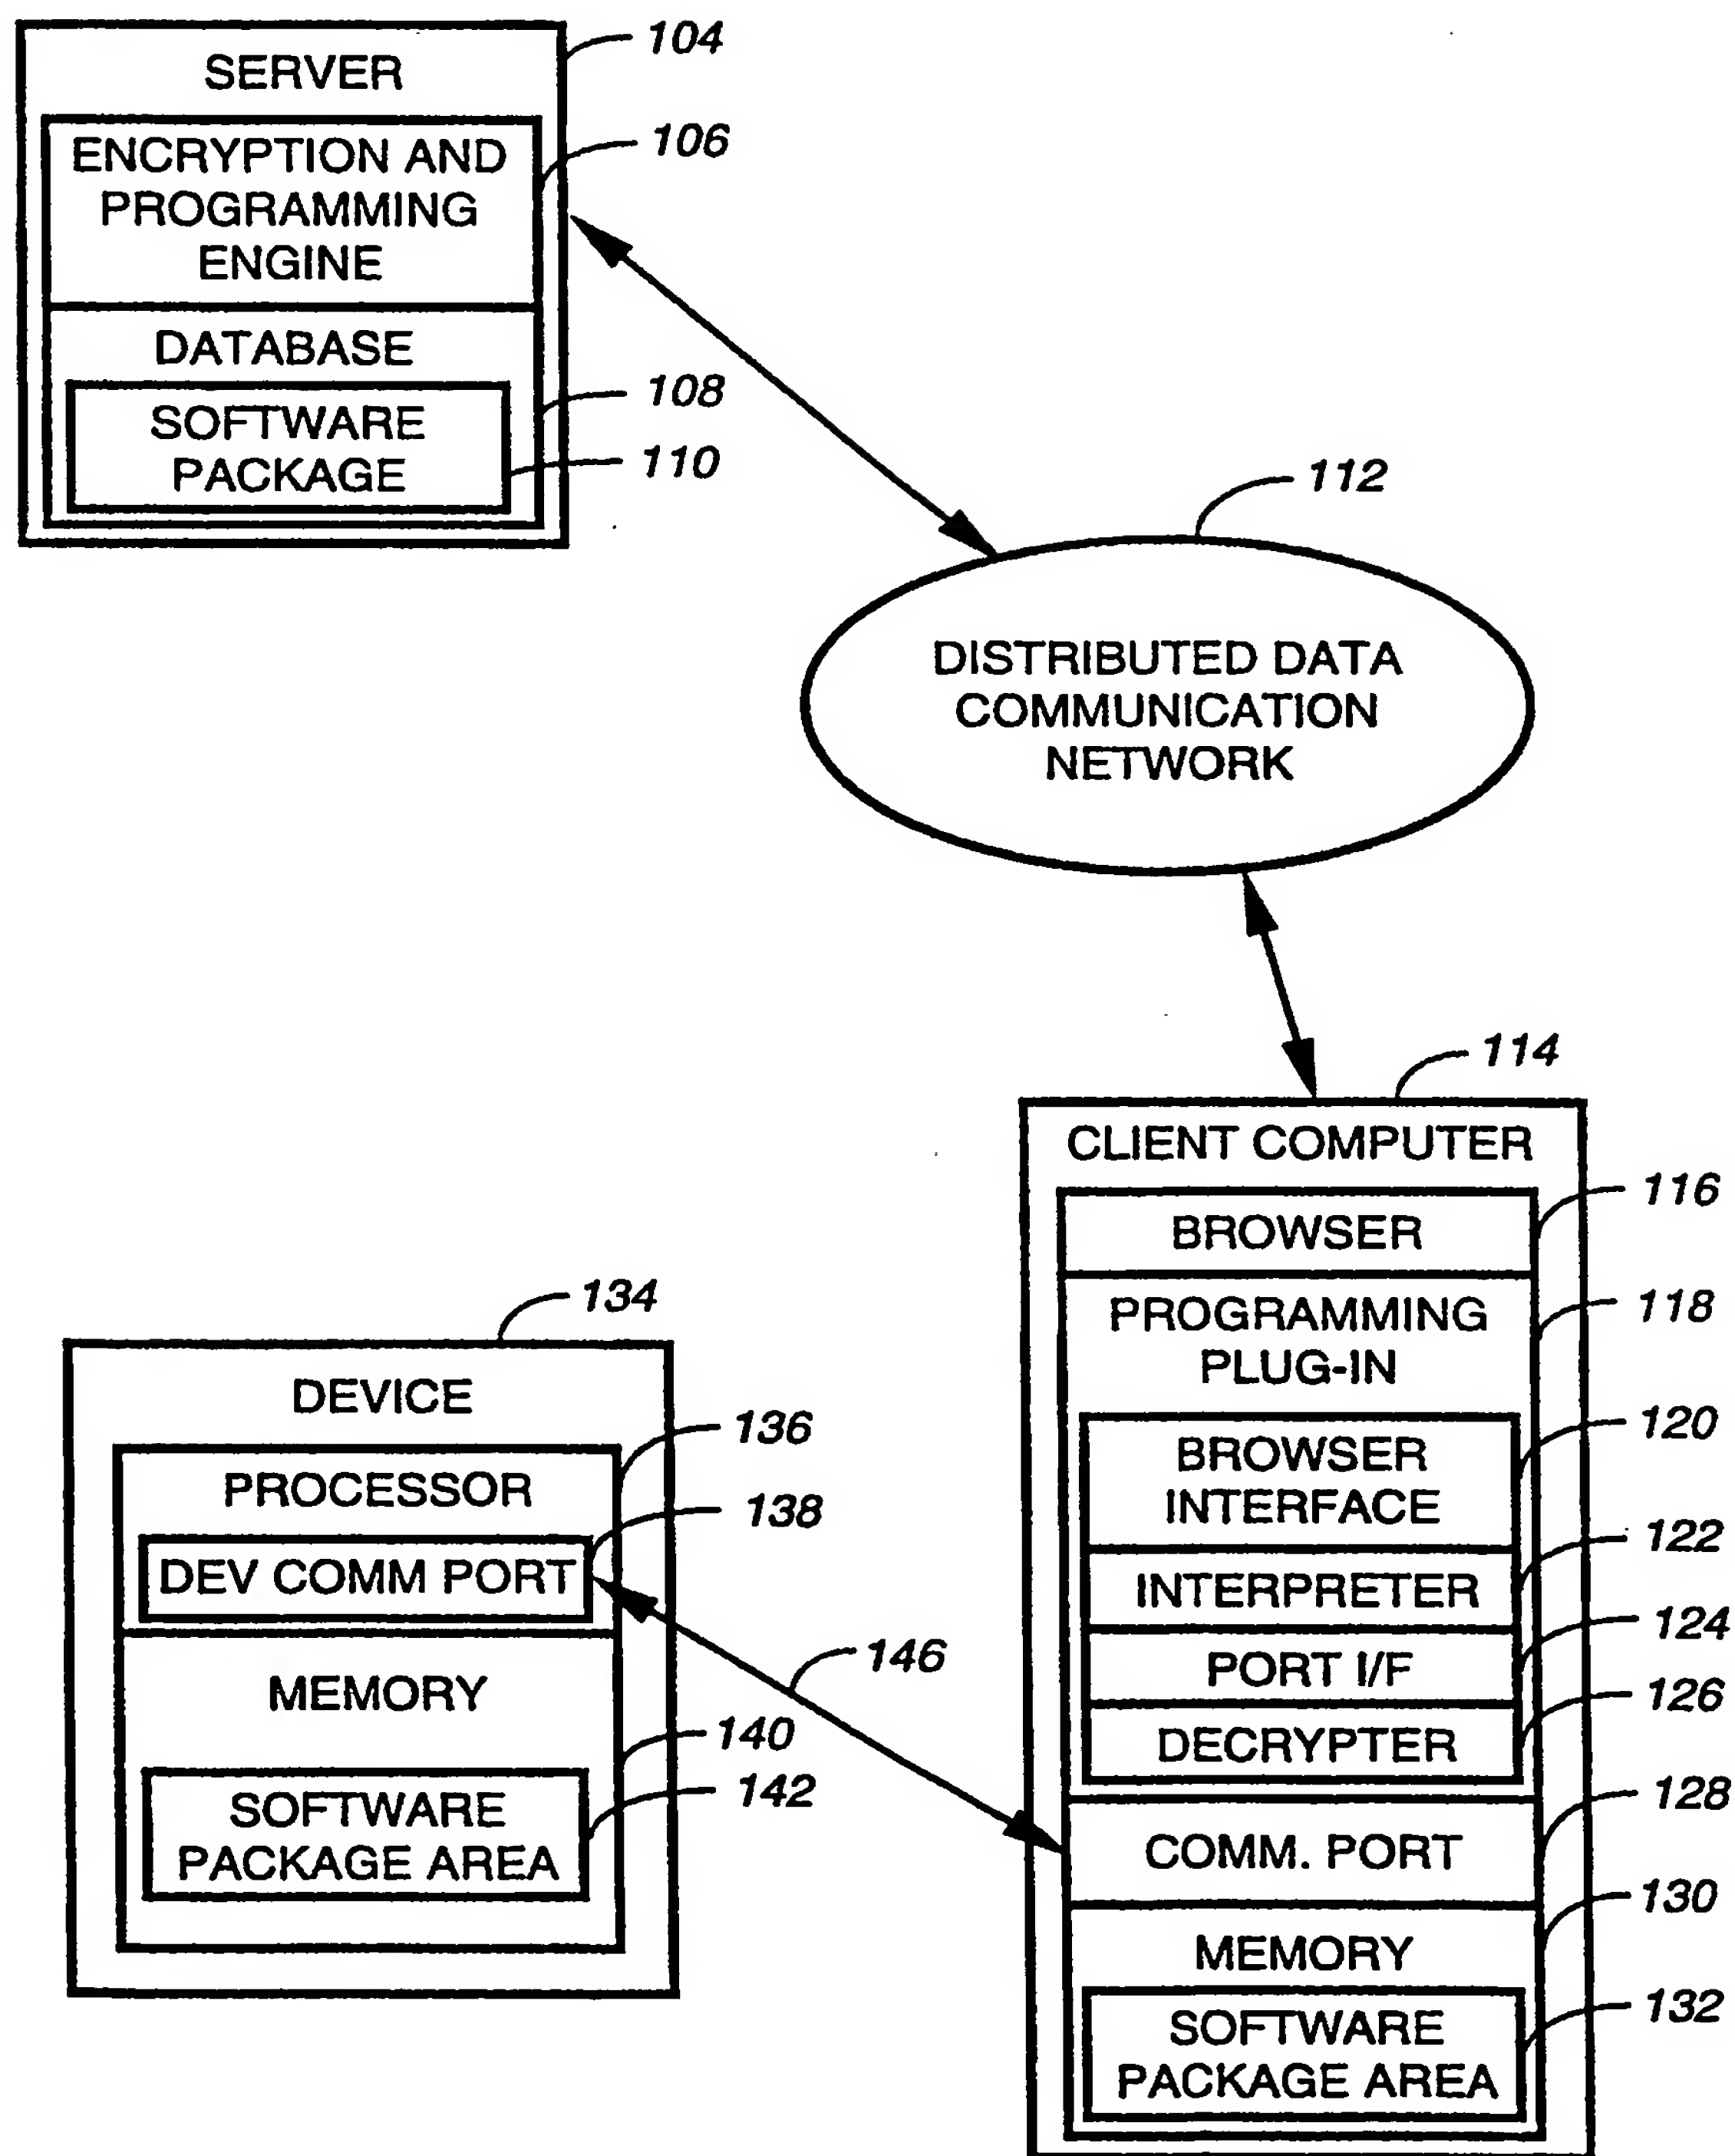 SERVER
104
ENCRYPTION AND
PROGRAMMING
ENGINE
106
DATABASE
108
SOFTWARE
PACKAGE
110
112
DISTRIBUTED DATA
COMMUNICATION
NETWORK
114
CLIENT COMPUTER
BROWSER
116
PROGRAMMING
PLUG-IN
118
BROWSER
INTERFACE
120
INTERPRETER
122
PORT I/F
124
DECRYPTER
126
COMM. PORT
128
MEMORY
130
SOFTWARE
PACKAGE AREA
132
134
DEVICE
PROCESSOR
136
DEV COMM PORT
138
MEMORY
140
SOFTWARE
PACKAGE AREA
142
146